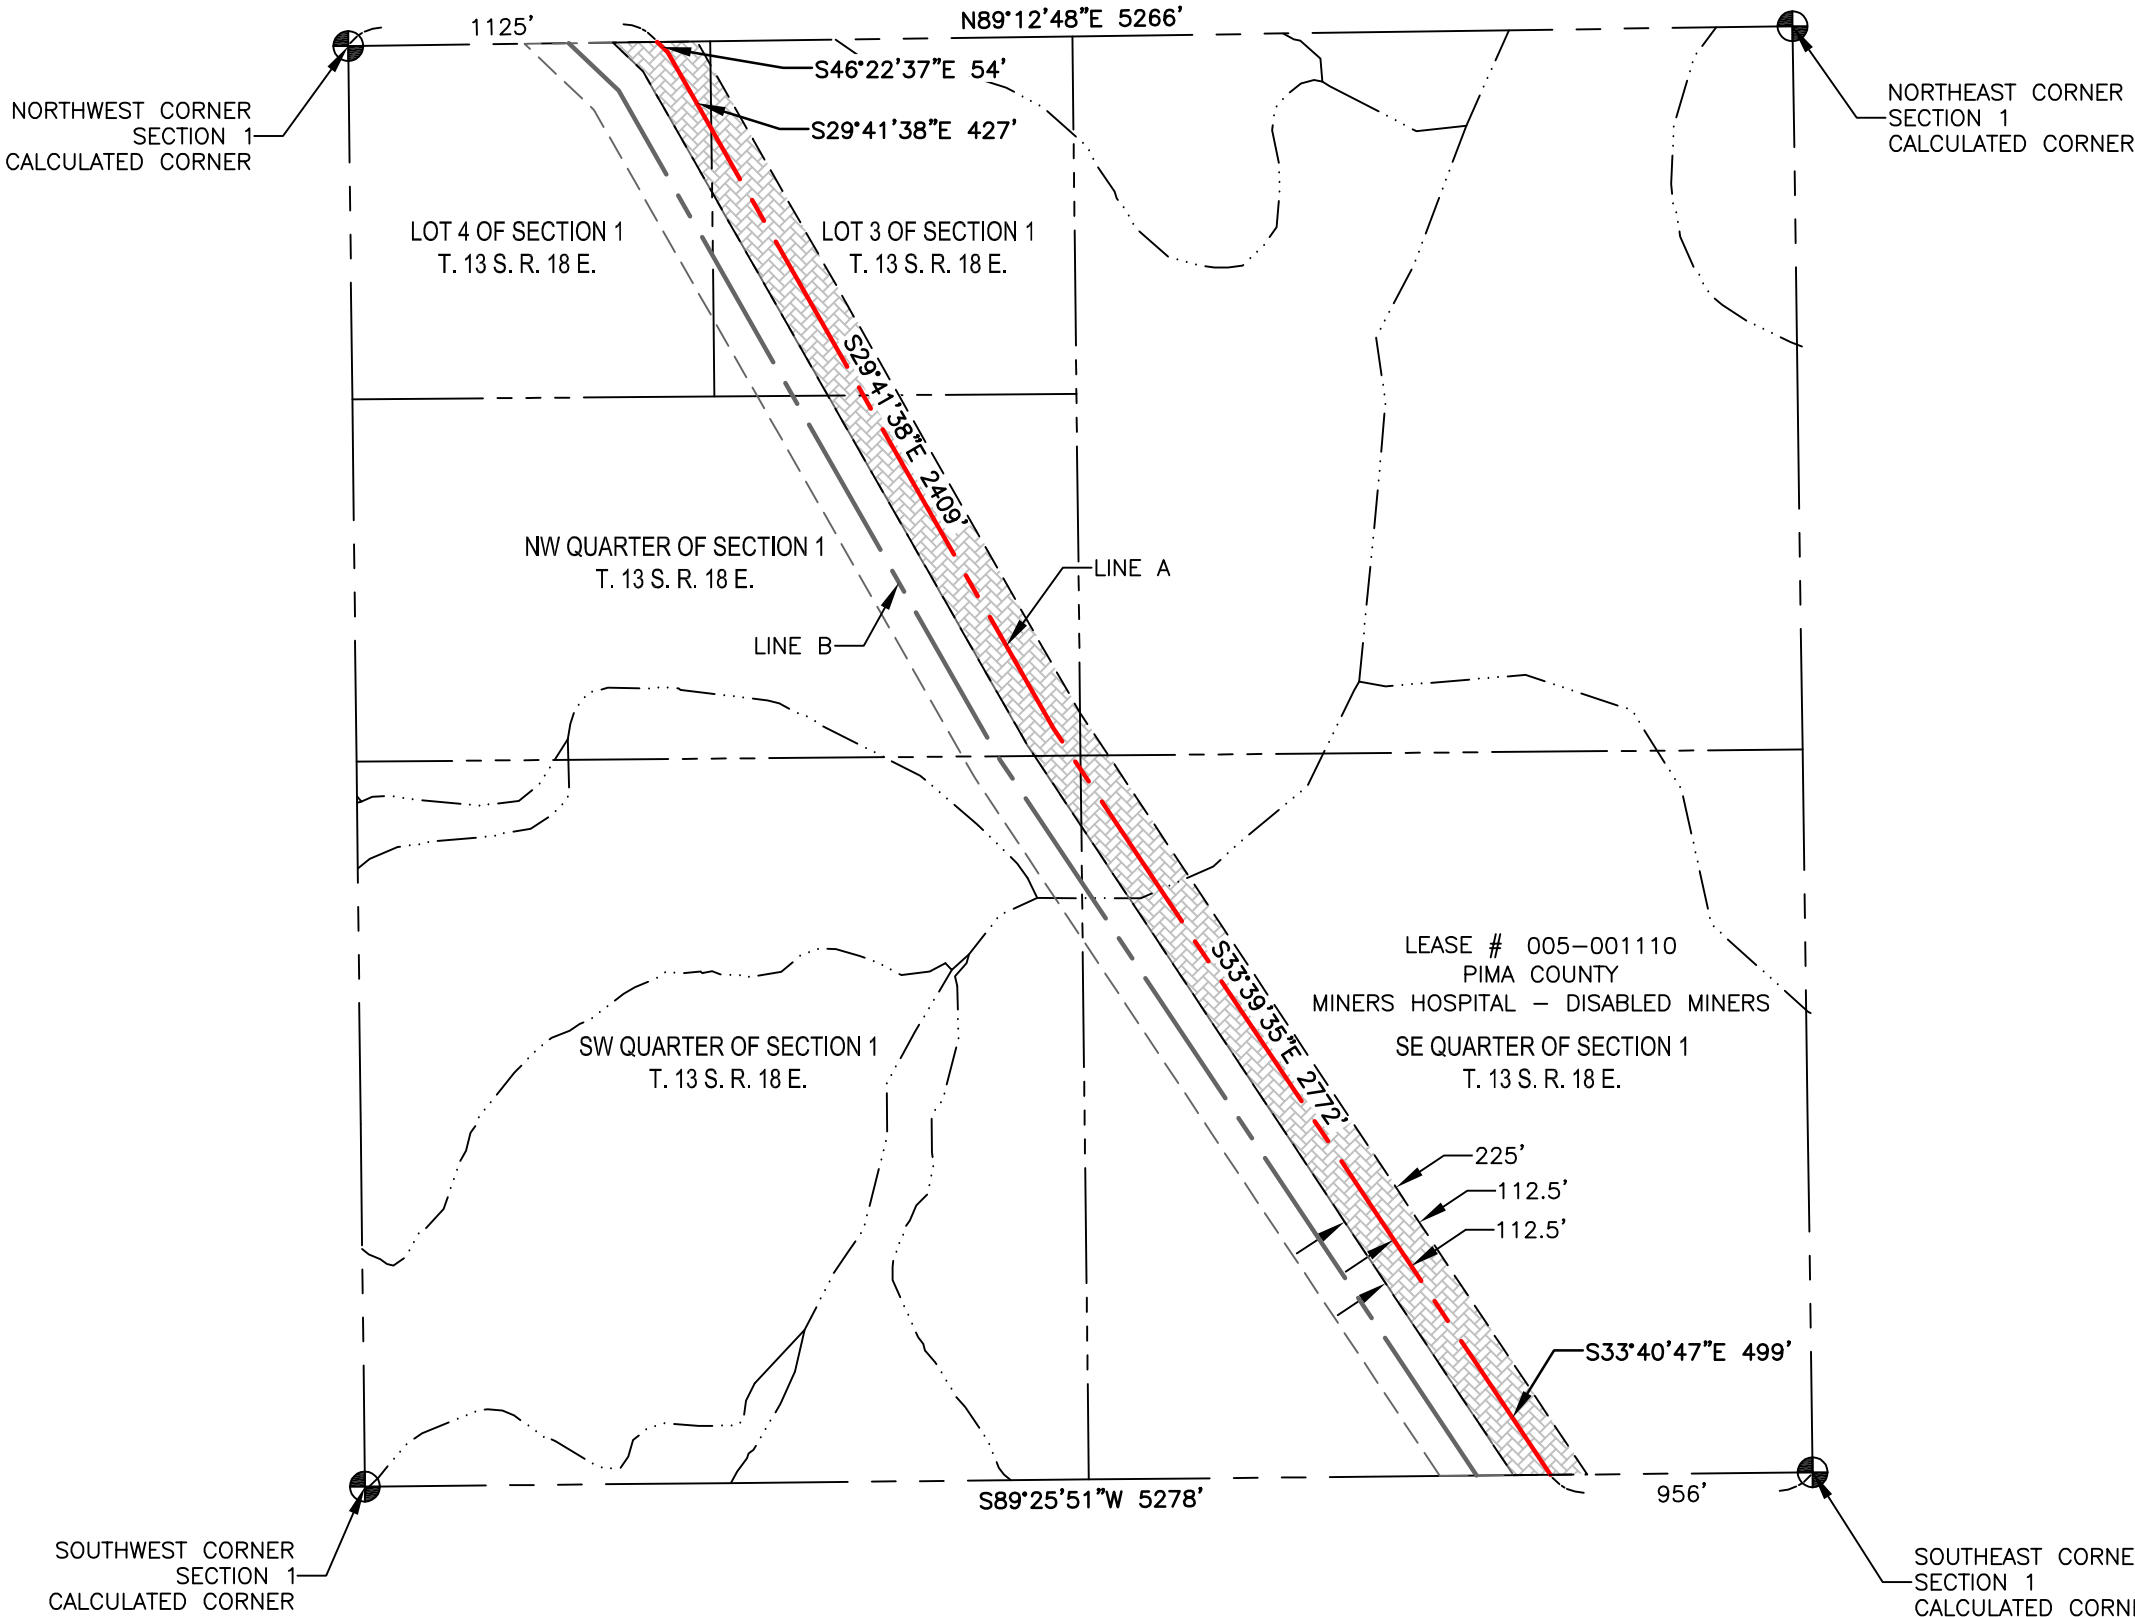 1125'
N89°12'48"E 5266'
S46°22'37"E 54'
S29°41'38"E 427'
NORTHWEST CORNER
SECTION 1
CALCULATED CORNER
NORTHEAST CORNER
SECTION 1
CALCULATED CORNER
LOT 4 OF SECTION 1
T. 13 S. R. 18 E.
LOT 3 OF SECTION 1
T. 13 S. R. 18 E.
S29°41'38"E 2409'
NW QUARTER OF SECTION 1
T. 13 S. R. 18 E.
LINE A
LINE B
LEASE # 005-001110
PIMA COUNTY
MINERS HOSPITAL - DISABLED MINERS
S33°39'35"E 2772'
SW QUARTER OF SECTION 1
T. 13 S. R. 18 E.
SE QUARTER OF SECTION 1
T. 13 S. R. 18 E.
225'
112.5'
112.5'
S33°40'47"E 499'
S89°25'51"W 5278'
956'
SOUTHWEST CORNER
SECTION 1
CALCULATED CORNER
SOUTHEAST CORNE
SECTION 1
CALCULATED CORN